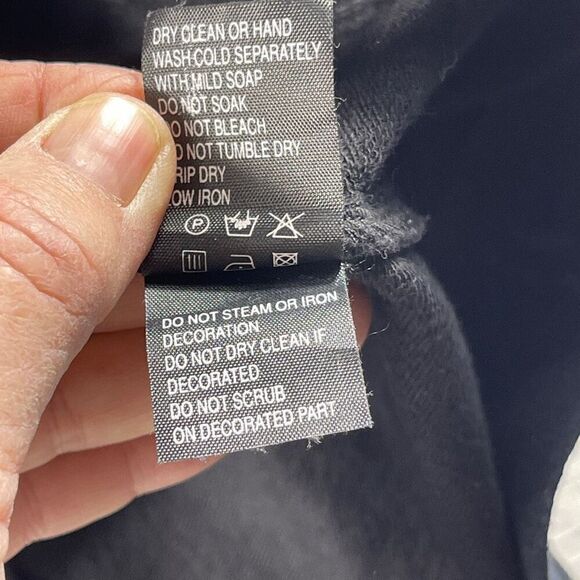 DRY CLEAN OR HAND
WASH COLD SEPARATELY
WITH MILD SOAP
DO NOT SOAK
O NOT BLEACH
NOT TUMBLE DRY
RIP DRY
OW IRON
P
DO NOT STEAM OR IRON
DECORATION
DO NOT DRY CLEAN IF
DECORATED
DO NOT SCRUB
ON DECORATED PART